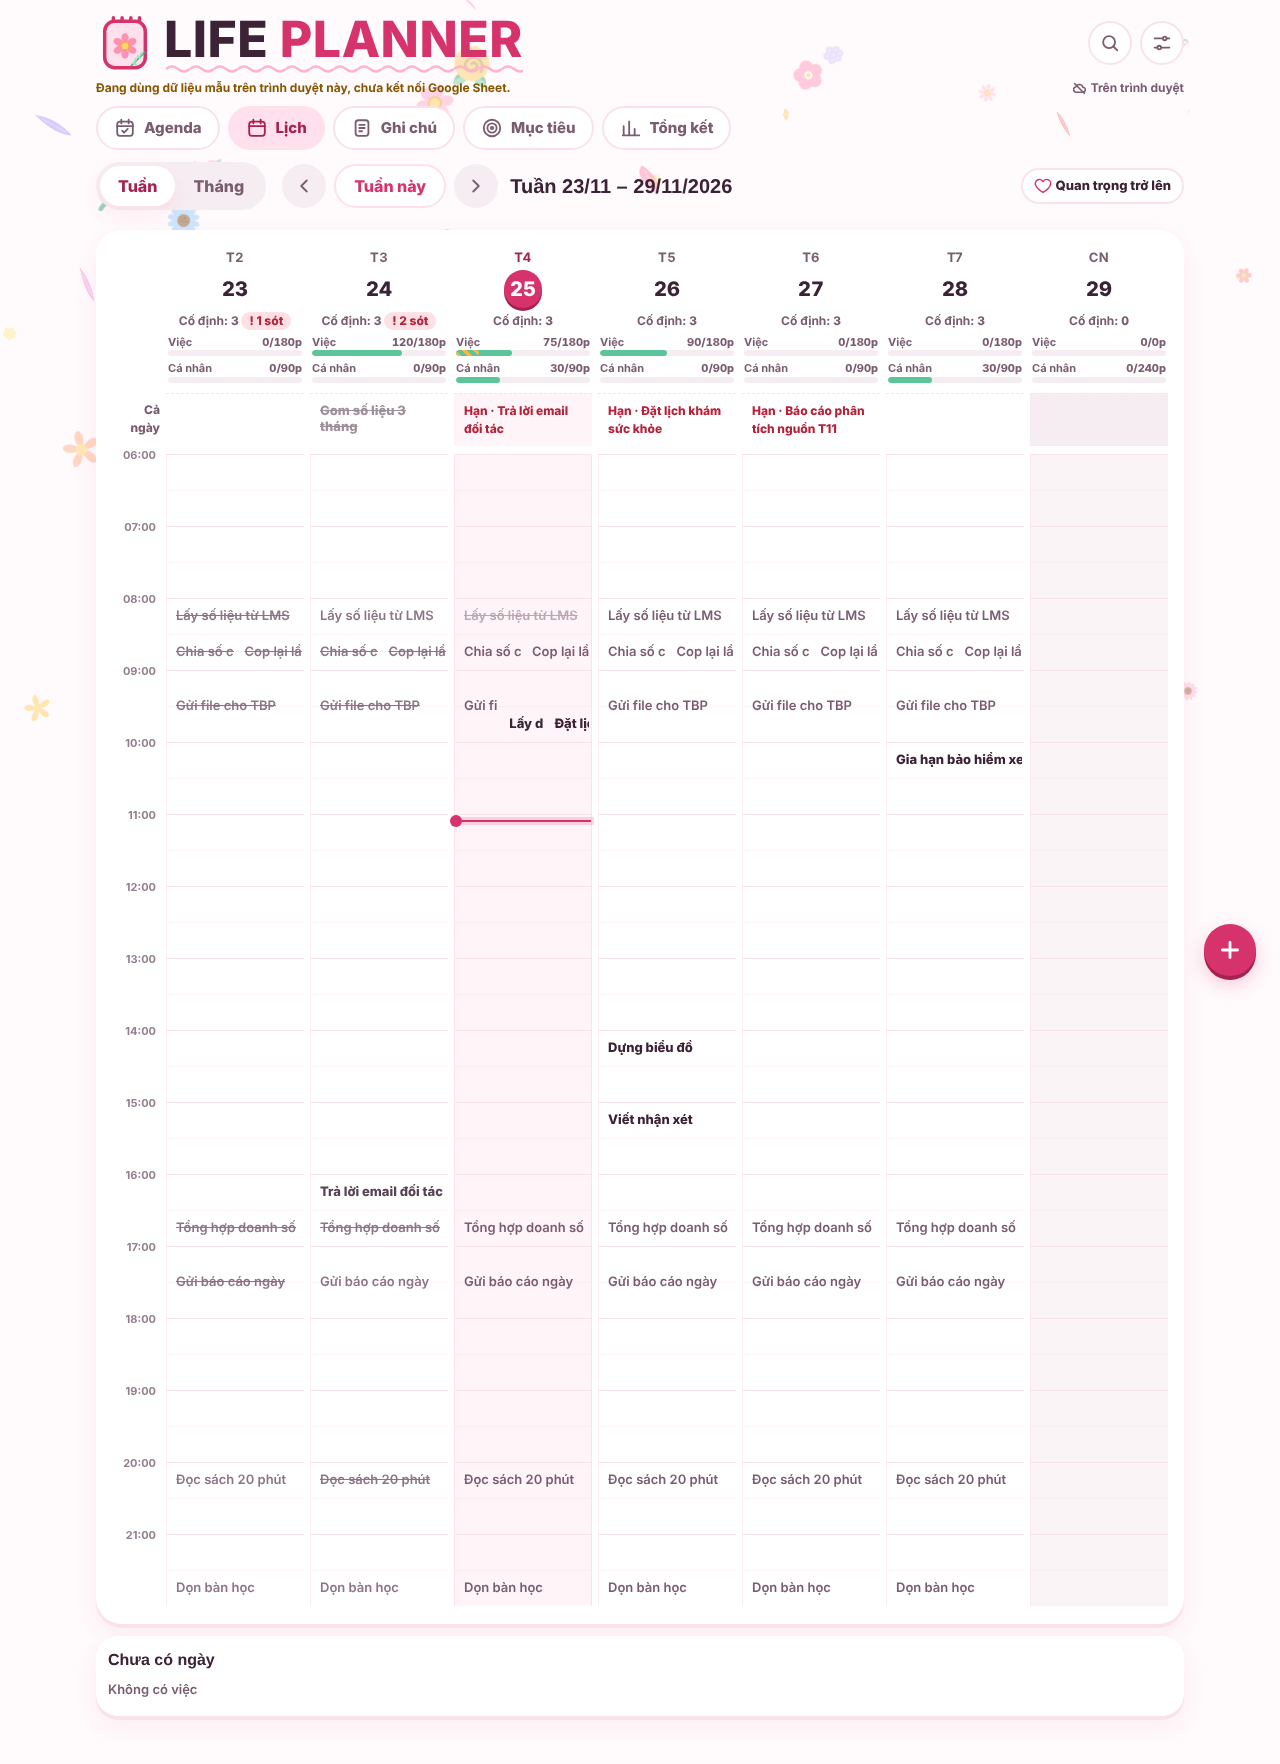 LIFE PLANNER
Đang dùng dữ liệu mẫu trên trình duyệt này, chưa kết nối Google Sheet.
Trên trình duyệt
Agenda Lịch Ghi chú Mục tiêu Tổng kết
Tuần Tháng Tuần này Tuần 23/11 – 29/11/2026 Quan trọng trở lên
T2 T3 T4 T5 T6 T7 CN
23 24 25 26 27 28 29
Cố định: 3 ! 1 sót Cố định: 3 ! 2 sót Cố định: 3 Cố định: 3 Cố định: 3 Cố định: 3 Cố định: 0
Việc 0/180p Việc 120/180p Việc 75/180p Việc 90/180p Việc 0/180p Việc 0/180p Việc 0/0p
Cá nhân 0/90p Cá nhân 0/90p Cá nhân 30/90p Cá nhân 0/90p Cá nhân 0/90p Cá nhân 30/90p Cá nhân 0/240p
Cả ngày
Gom số liệu 3 tháng
Hạn · Trả lời email đối tác
Hạn · Đặt lịch khám sức khỏe
Hạn · Báo cáo phân tích nguồn T11
06:00
07:00
08:00
Lấy số liệu từ LMS Lấy số liệu từ LMS Lấy số liệu từ LMS Lấy số liệu từ LMS Lấy số liệu từ LMS Lấy số liệu từ LMS
Chia số c Cop lại lầ Chia số c Cop lại lầ Chia số c Cop lại lầ Chia số c Cop lại lầ Chia số c Cop lại lầ Chia số c Cop lại lầ
09:00
Gửi file cho TBP Gửi file cho TBP Gửi fi Gửi file cho TBP Gửi file cho TBP Gửi file cho TBP
Lấy d Đặt lịc
10:00
Gia hạn bảo hiểm xe
11:00
12:00
13:00
14:00
Dựng biểu đồ
15:00
Viết nhận xét
16:00
Trả lời email đối tác
Tổng hợp doanh số Tổng hợp doanh số Tổng hợp doanh số Tổng hợp doanh số Tổng hợp doanh số Tổng hợp doanh số
17:00
Gửi báo cáo ngày Gửi báo cáo ngày Gửi báo cáo ngày Gửi báo cáo ngày Gửi báo cáo ngày Gửi báo cáo ngày
18:00
19:00
20:00
Đọc sách 20 phút Đọc sách 20 phút Đọc sách 20 phút Đọc sách 20 phút Đọc sách 20 phút Đọc sách 20 phút
21:00
Dọn bàn học Dọn bàn học Dọn bàn học Dọn bàn học Dọn bàn học Dọn bàn học
Chưa có ngày
Không có việc